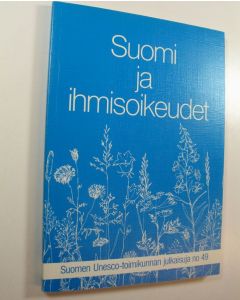 Suomi
ja
ihmisoikeudet
Suomen Unesco-toimikunnan julkaisuja no 49